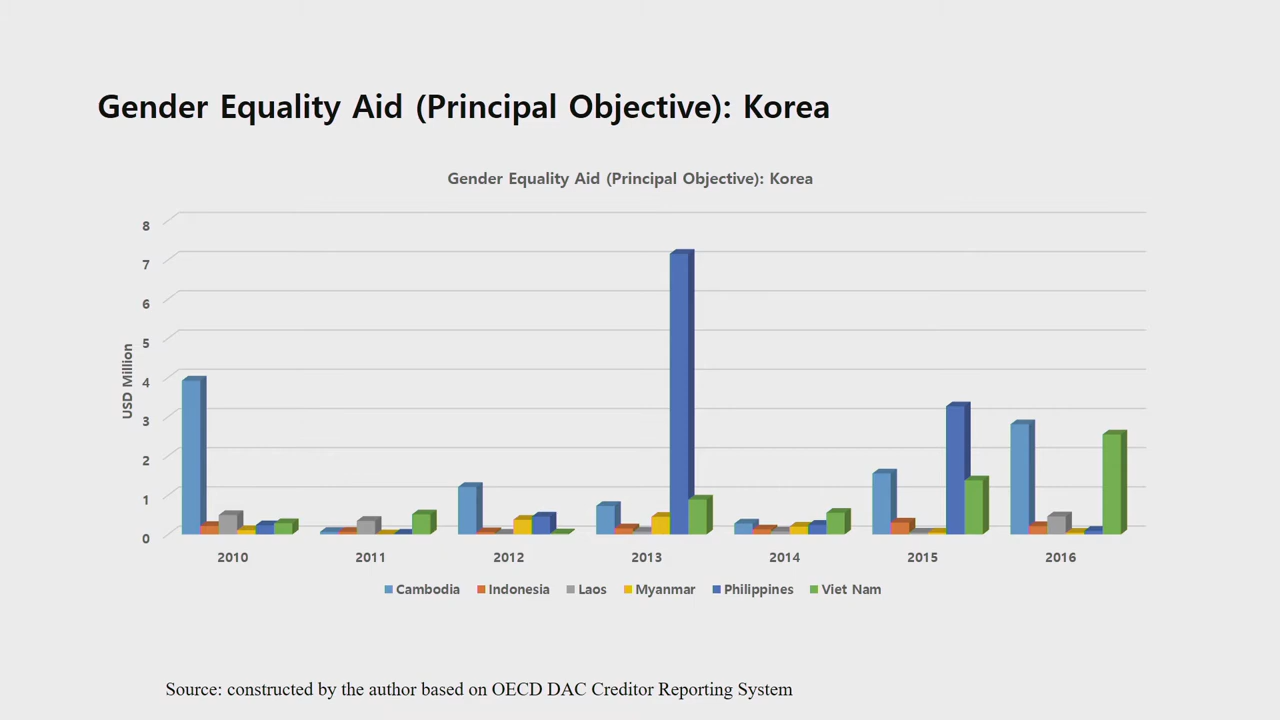 Gender Equality Aid (Principal Objective): Korea
Gender Equality Aid (Principal Objective): Korea
8
7
6
5
4
3
2
1
0
USD Million
2010 2011 2012 2013 2014 2015 2016
Cambodia Indonesia Laos Myanmar Philippines Viet Nam
Source: constructed by the author based on OECD DAC Creditor Reporting System